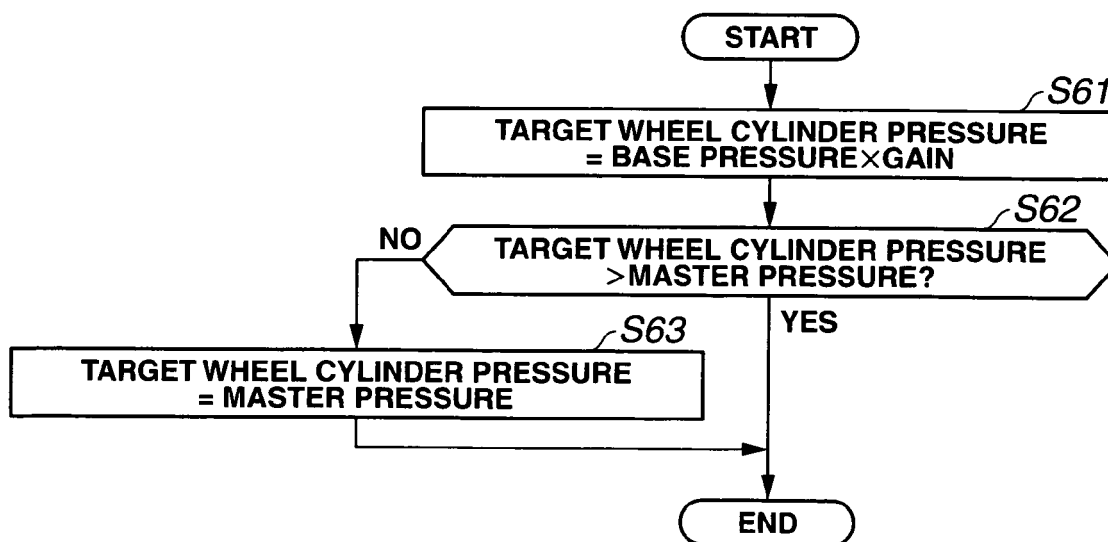 START
S61
TARGET WHEEL CYLINDER PRESSURE
= BASE PRESSURE×GAIN
S62
TARGET WHEEL CYLINDER PRESSURE
>MASTER PRESSURE?
NO
YES
S63
TARGET WHEEL CYLINDER PRESSURE
= MASTER PRESSURE
END